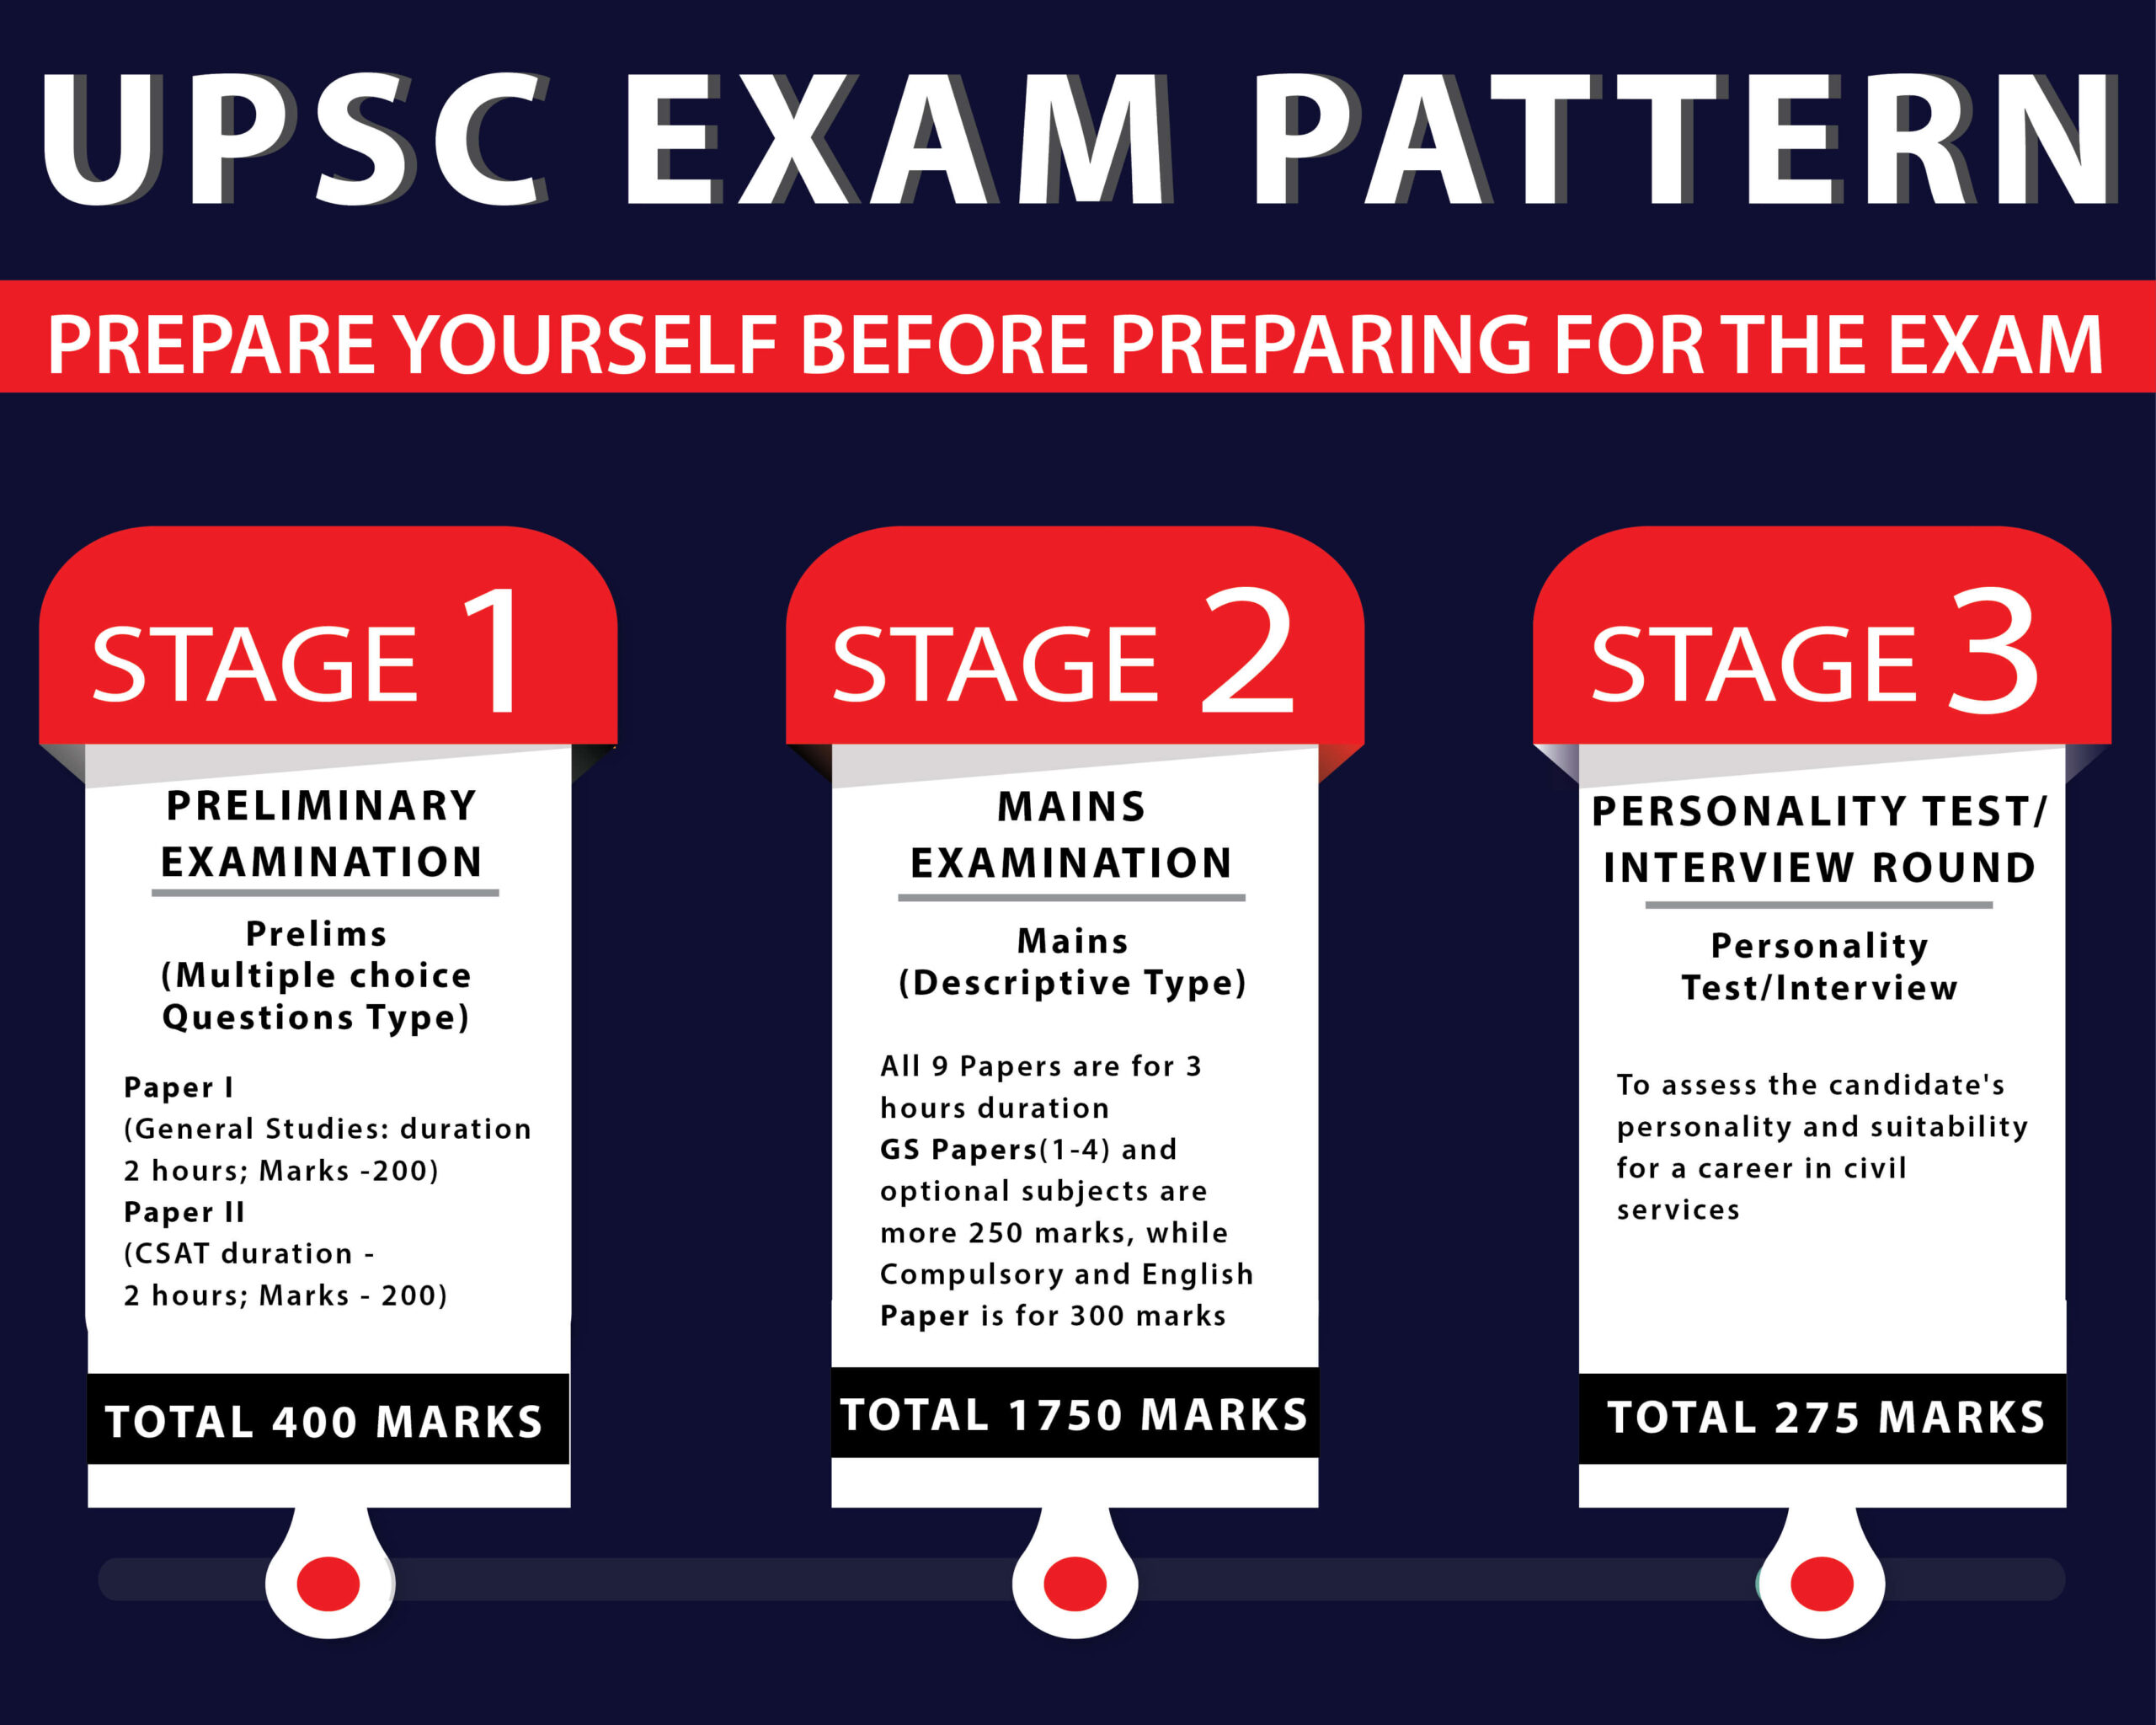 UPSC EXAM PATTERN
PREPARE YOURSELF BEFORE PREPARING FOR THE EXAM
STAGE 1
PRELIMINARY
EXAMINATION
Prelims
(Multiple choice
Questions Type)
Paper I
(General Studies: duration
2 hours; Marks -200)
Paper II
(CSAT duration -
2 hours; Marks - 200)
TOTAL 400 MARKS
STAGE 2
MAINS
EXAMINATION
Mains
(Descriptive Type)
All 9 Papers are for 3
hours duration
GS Papers(1-4) and
optional subjects are
more 250 marks, while
Compulsory and English
Paper is for 300 marks
TOTAL 1750 MARKS
STAGE 3
PERSONALITY TEST/
INTERVIEW ROUND
Personality
Test/Interview
To assess the candidate's
personality and suitability
for a career in civil
services
TOTAL 275 MARKS